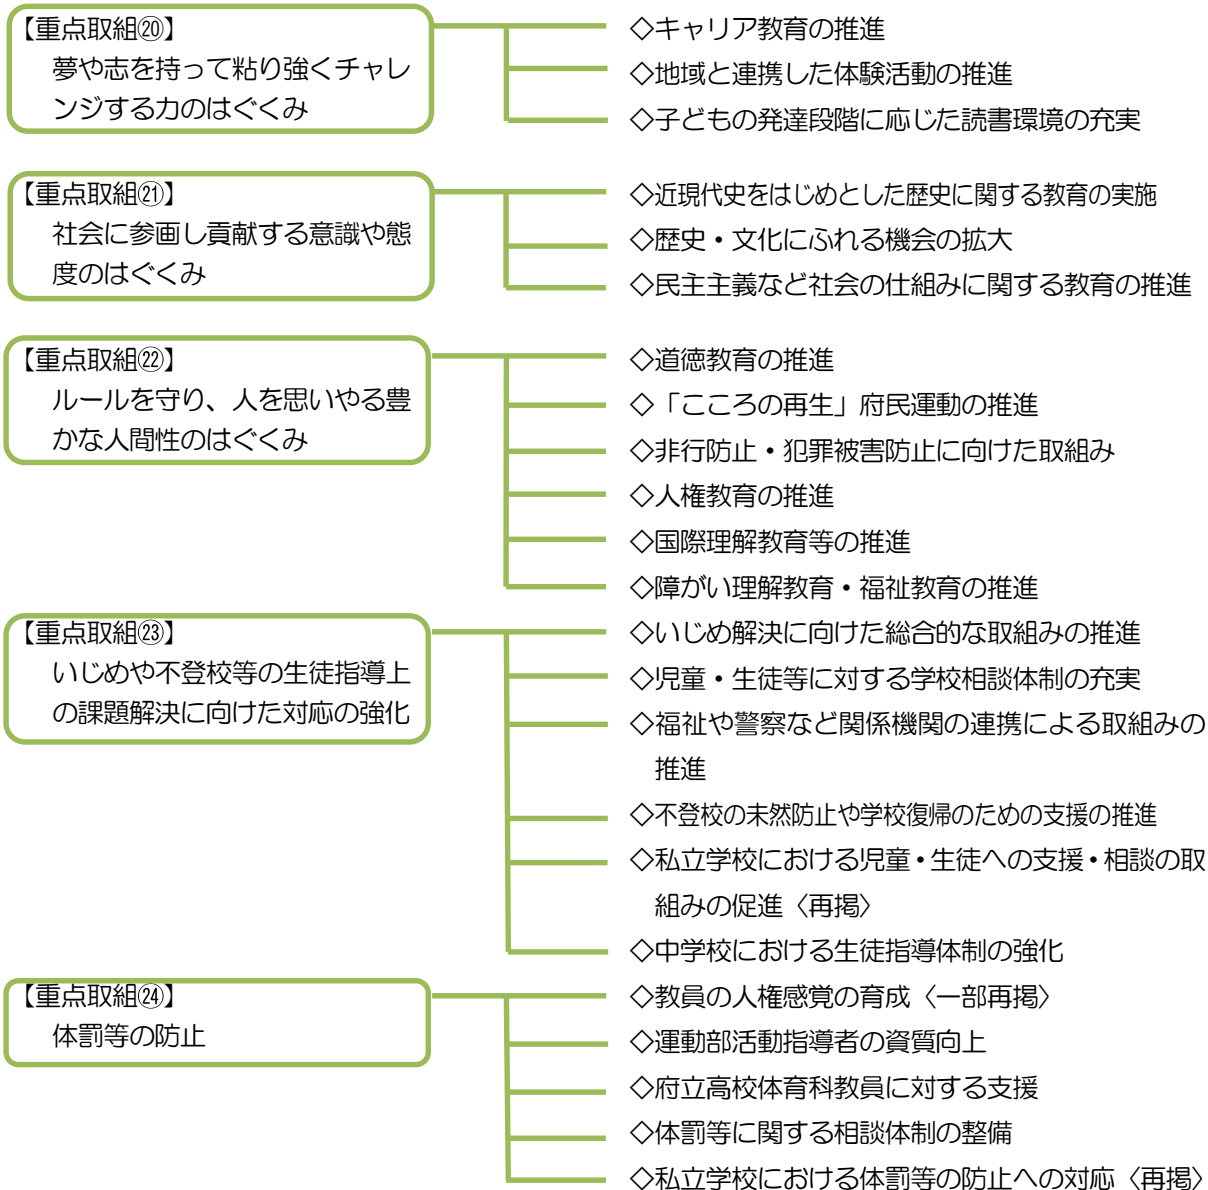 【重点取組⑳】
夢や志を持って粘り強くチャレ
ンジする力のはぐくみ
◇キャリア教育の推進
◇地域と連携した体験活動の推進
◇子どもの発達段階に応じた読書環境の充実
【重点取組㉑】
社会に参画し貢献する意識や態
度のはぐくみ
◇近現代史をはじめとした歴史に関する教育の実施
◇歴史・文化にふれる機会の拡大
◇民主主義など社会の仕組みに関する教育の推進
【重点取組㉒】
ルールを守り、人を思いやる豊
かな人間性のはぐくみ
◇道徳教育の推進
◇「こころの再生」府民運動の推進
◇非行防止・犯罪被害防止に向けた取組み
◇人権教育の推進
◇国際理解教育等の推進
◇障がい理解教育・福祉教育の推進
【重点取組㉓】
いじめや不登校等の生徒指導上
の課題解決に向けた対応の強化
◇いじめ解決に向けた総合的な取組みの推進
◇児童・生徒等に対する学校相談体制の充実
◇福祉や警察など関係機関の連携による取組みの
推進
◇不登校の未然防止や学校復帰のための支援の推進
◇私立学校における児童・生徒への支援・相談の取
組みの促進〈再掲〉
◇中学校における生徒指導体制の強化
【重点取組㉔】
体罰等の防止
◇教員の人権感覚の育成〈一部再掲〉
◇運動部活動指導者の資質向上
◇府立高校体育科教員に対する支援
◇体罰等に関する相談体制の整備
◇私立学校における体罰等の防止への対応〈再掲〉